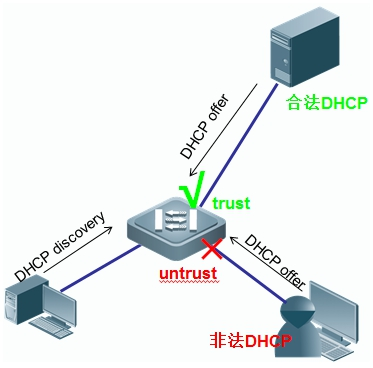 合法DHCP
DHCP offer
trust
DHCP discovery
DHCP offer
untrust
非法DHCP